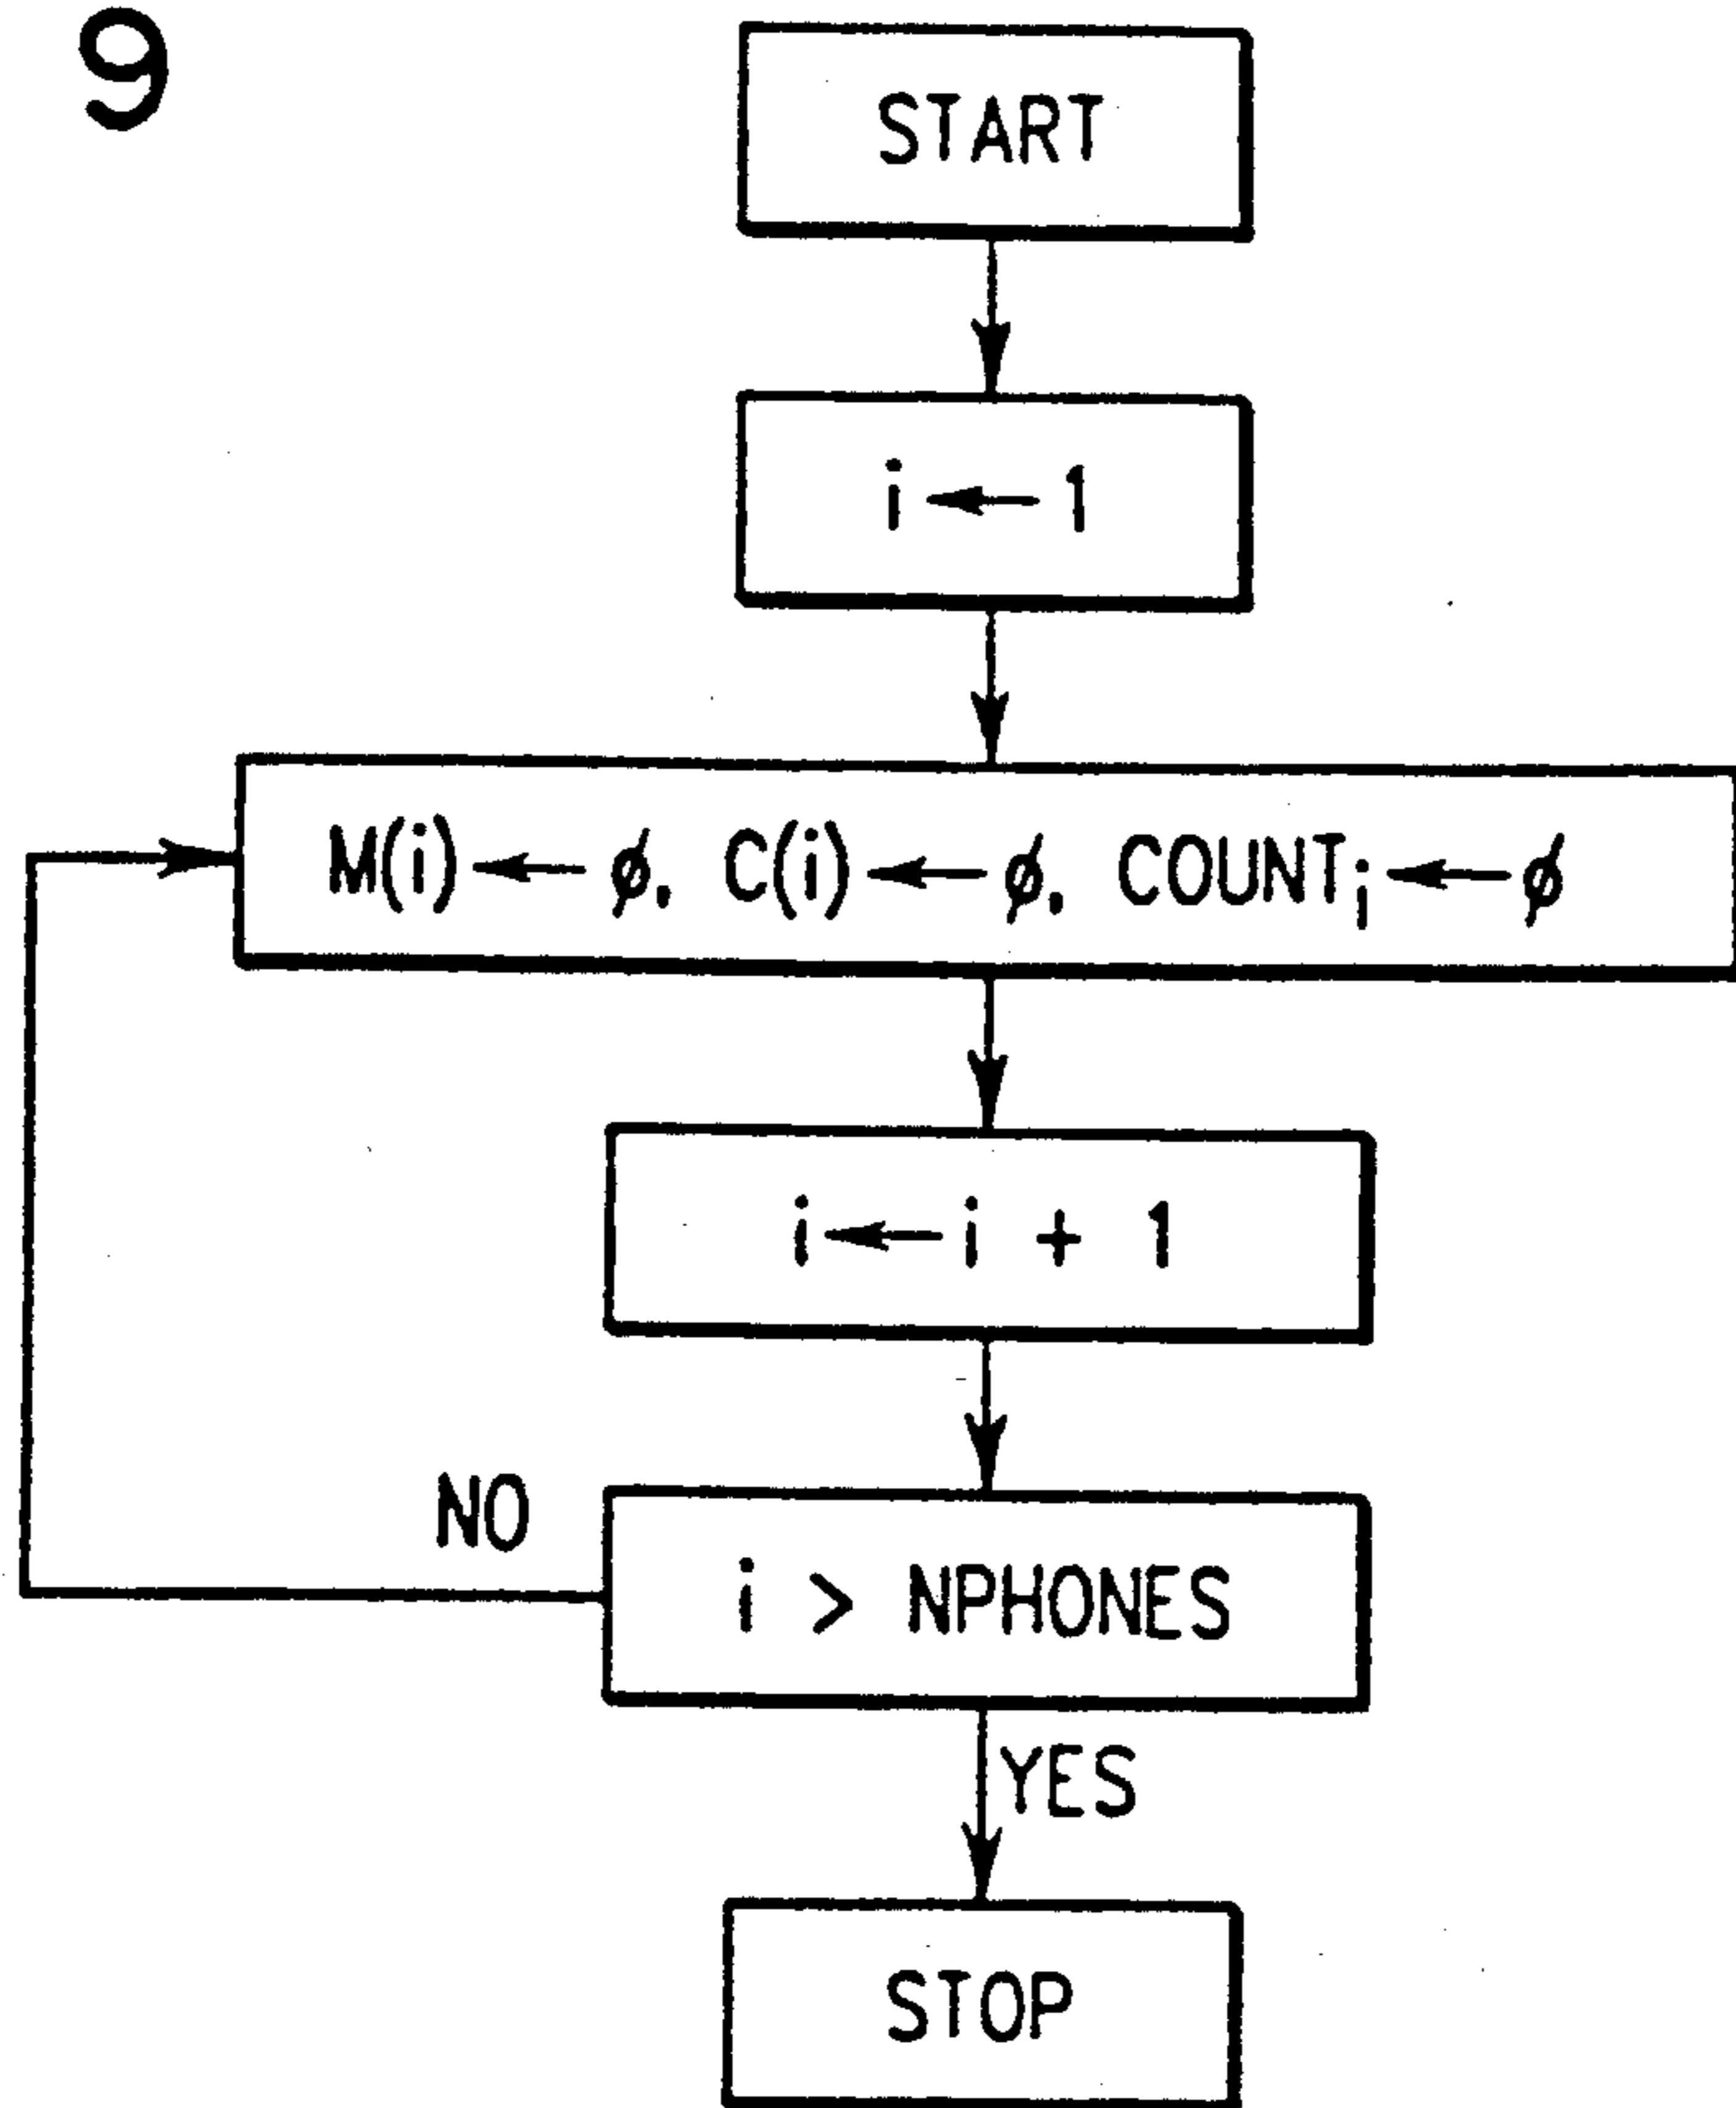 9
START
i ← 1
M(i) ← ø, C(i) ← ø, COUNTᵢ ← ø
i ← i + 1
NO
i > NPHONES
YES
STOP